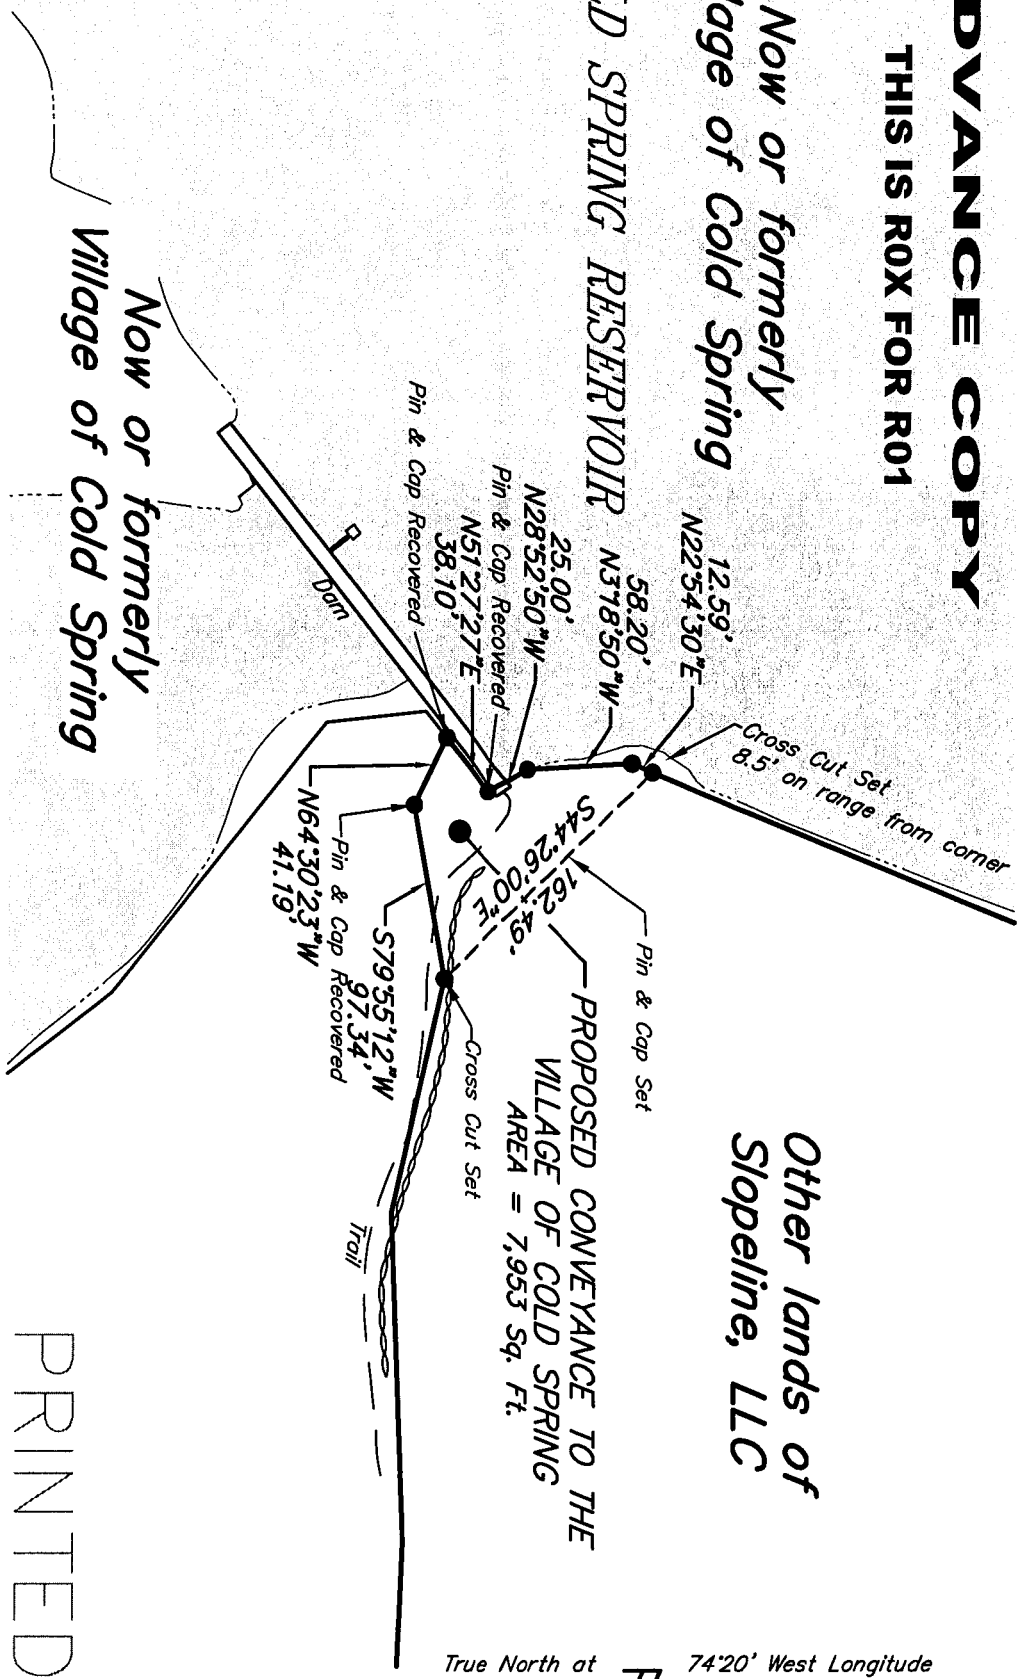 DVANCE COPY
THIS IS ROX FOR R01
Now or formerly
lage of Cold Spring
D SPRING RESERVOIR
12.59'
N22°54'30"E
58.20'
N3°18'50"W
25.00'
N28°52'50"W
Pin & Cap Recovered
N51°27'27"E
38.10'
Pin & Cap Recovered
Cross Cut Set
8.5' on range from corner
S44°26'00"E
162.49'
Pin & Cap Set
PROPOSED CONVEYANCE TO THE
VILLAGE OF COLD SPRING
AREA = 7,953 Sq. Ft.
Other lands of
Slopeline, LLC
Cross Cut Set
S79°55'12"W
97.34'
Pin & Cap Recovered
N64°30'23"W
41.19'
Dam
Trail
Now or formerly
Village of Cold Spring
True North at
74°20' West Longitude
PRINTED